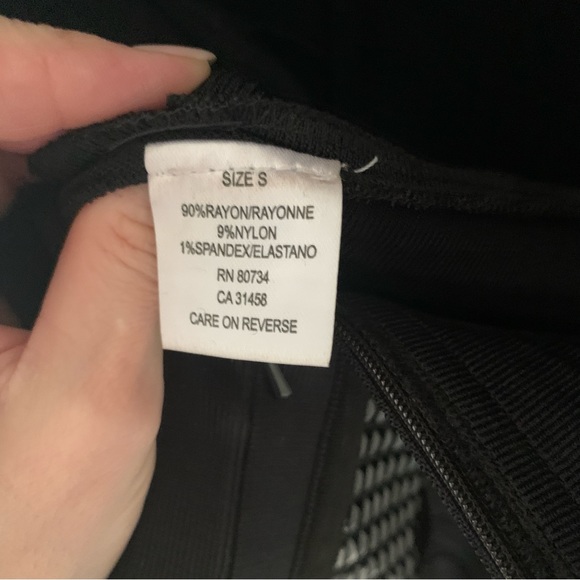 SIZE S
90%RAYON/RAYONNE
9%NYLON
1%SPANDEX/ELASTANO
RN 80734
CA 31458
CARE ON REVERSE